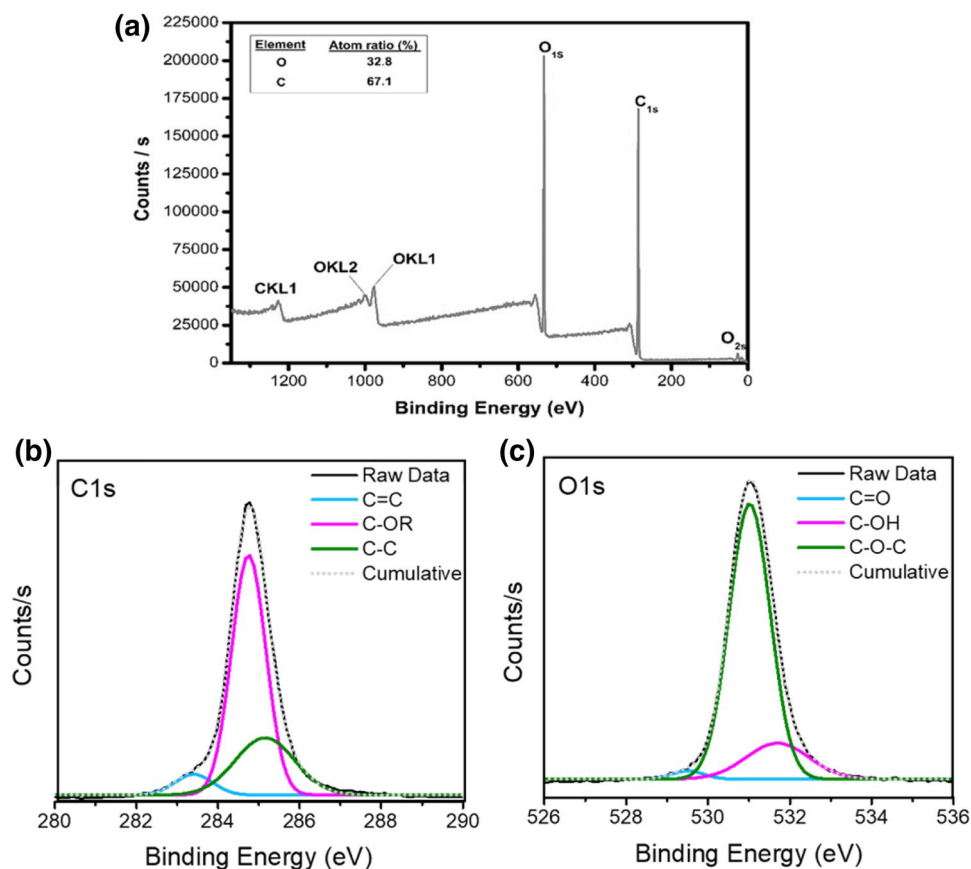 (a)
225000
200000
175000
150000
125000
100000
75000
50000
25000
0
Counts / s
Element Atom ratio (%)
O 32.8
C 67.1
O1s
C1s
CKL1
OKL2
OKL1
O2s
1200 1000 800 600 400 200 0
Binding Energy (eV)
(b)
C1s
Raw Data
C=C
C-OR
C-C
Cumulative
Counts/s
280 282 284 286 288 290
Binding Energy (eV)
(c)
O1s
Raw Data
C=O
C-OH
C-O-C
Cumulative
Counts/s
526 528 530 532 534 536
Binding Energy (eV)